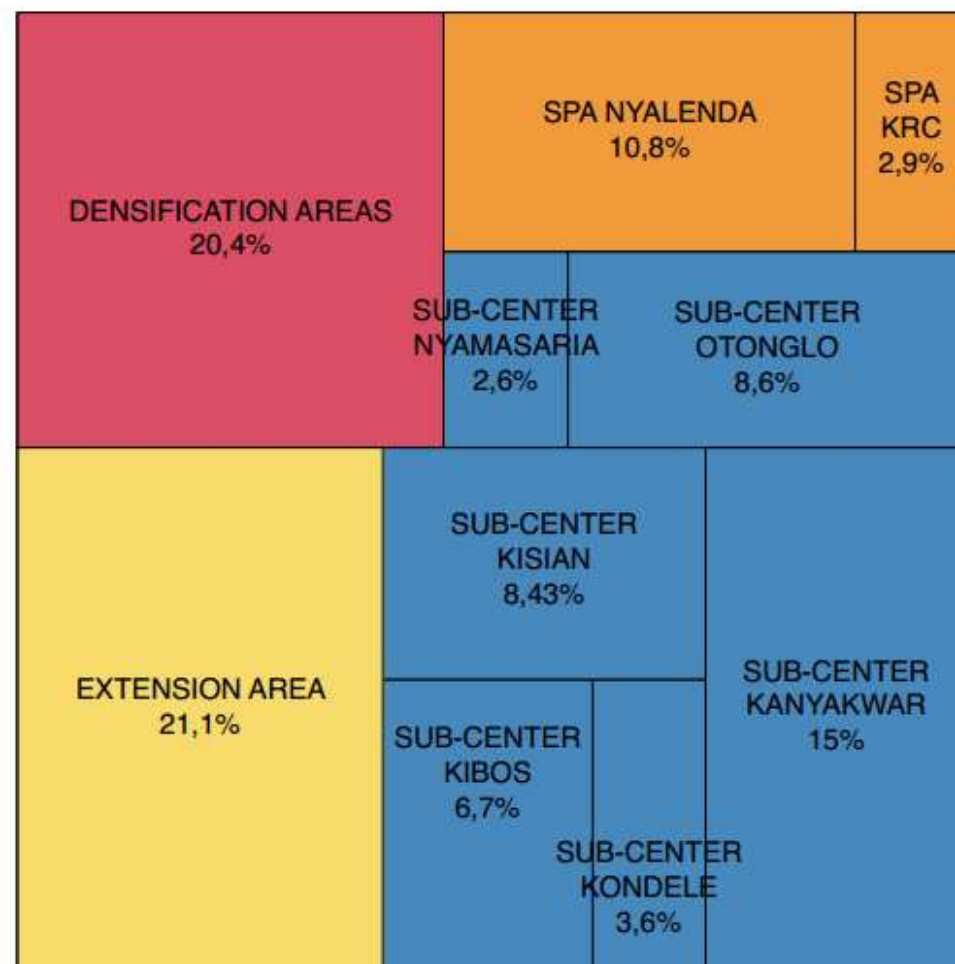 DENSIFICATION AREAS
20,4%
SPA NYALENDA
10,8%
SPA
KRC
2,9%
SUB-CENTER
NYAMASARIA
2,6%
SUB-CENTER
OTONGLO
8,6%
EXTENSION AREA
21,1%
SUB-CENTER
KISIAN
8,43%
SUB-CENTER
KIBOS
6,7%
SUB-CENTER
KONDELE
3,6%
SUB-CENTER
KANYAKWAR
15%